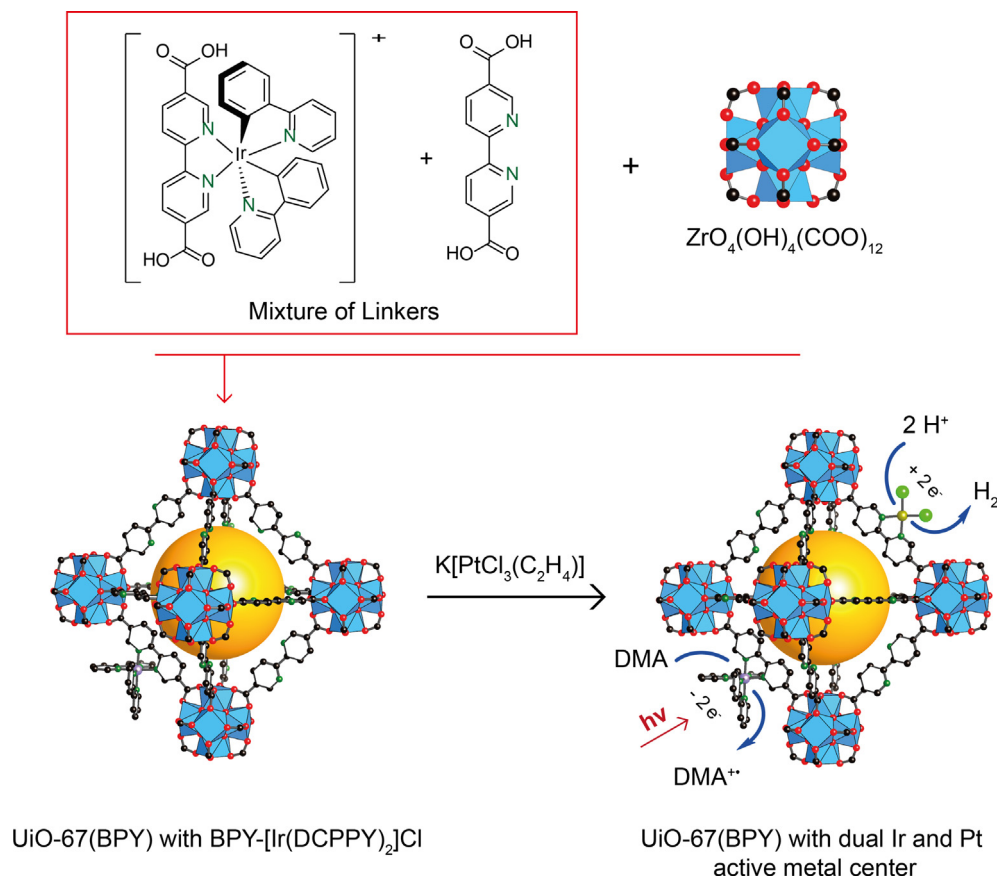 +
O OH
OH
O
N
N
Ir
N
N
N
N
+
+
HO O
HO O
ZrO₄(OH)₄(COO)₁₂
Mixture of Linkers
2 H⁺
+ 2e⁻
H₂
K[PtCl₃(C₂H₄)]
DMA
- 2e⁻
hv
DMA⁺•
UiO-67(BPY) with BPY-[Ir(DCPPY)₂]Cl
UiO-67(BPY) with dual Ir and Pt
active metal center